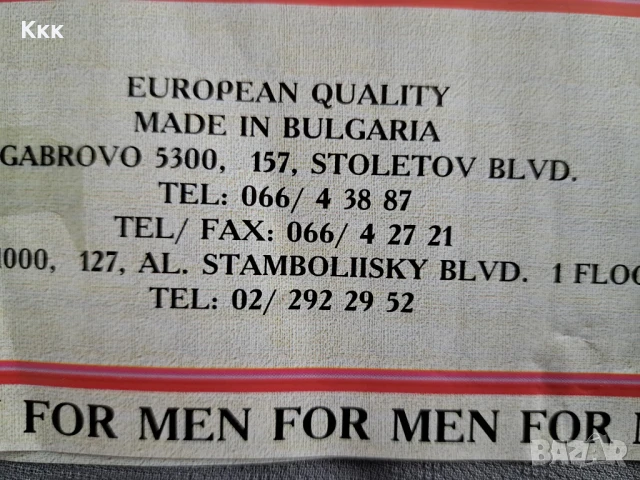 Kкк
EUROPEAN QUALITY
MADE IN BULGARIA
GABROVO 5300, 157, STOLETOV BLVD.
TEL: 066/ 4 38 87
TEL/ FAX: 066/ 4 27 21
1000, 127, AL. STAMBOLIISKY BLVD. 1 FLOO
TEL: 02/ 292 29 52
FOR MEN FOR MEN FOR M
BAZAR